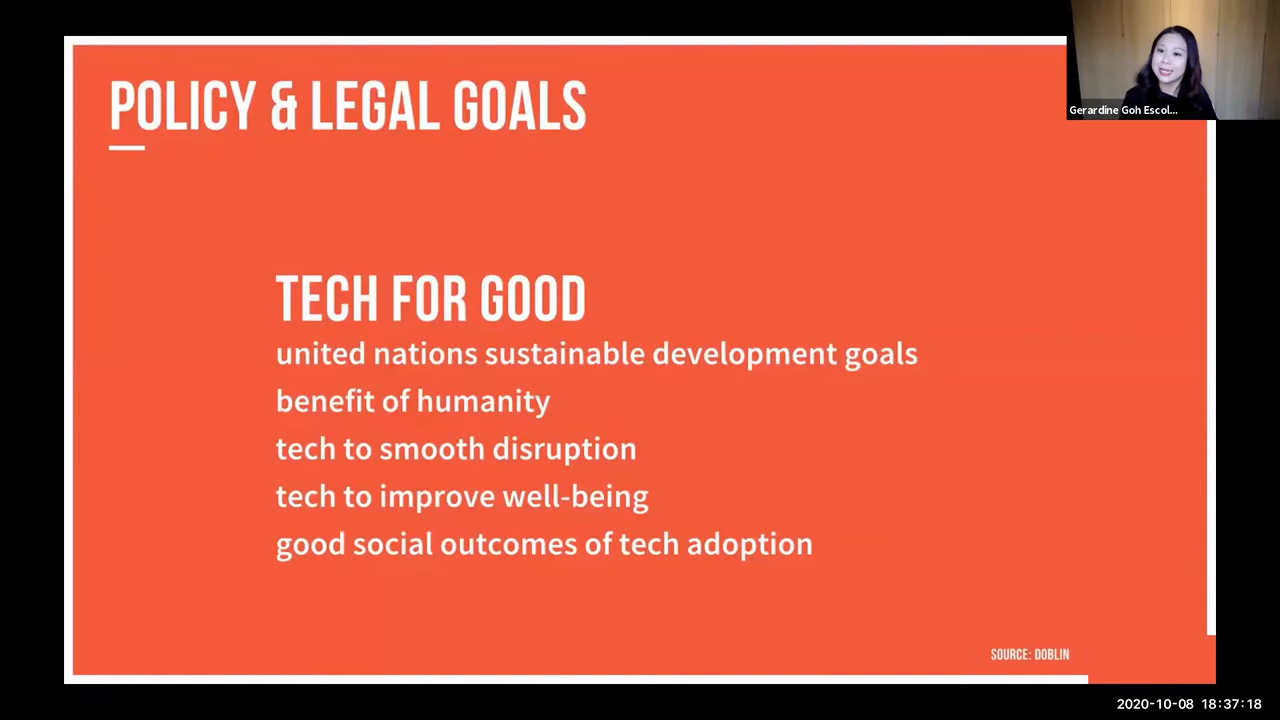 POLICY & LEGAL GOALS
Gerardine Goh Escol...
TECH FOR GOOD
united nations sustainable development goals
benefit of humanity
tech to smooth disruption
tech to improve well-being
good social outcomes of tech adoption
SOURCE: DOBLIN
2020-10-08 18:37:18